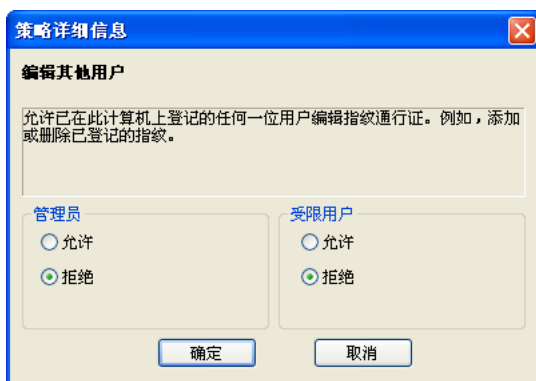 策略详细信息
编辑其他用户
允许已在此计算机上登记的任何一位用户编辑指纹通行证。例如，添加
或删除已登记的指纹。
管理员
受限用户
允许
允许
拒绝
拒绝
确定
取消